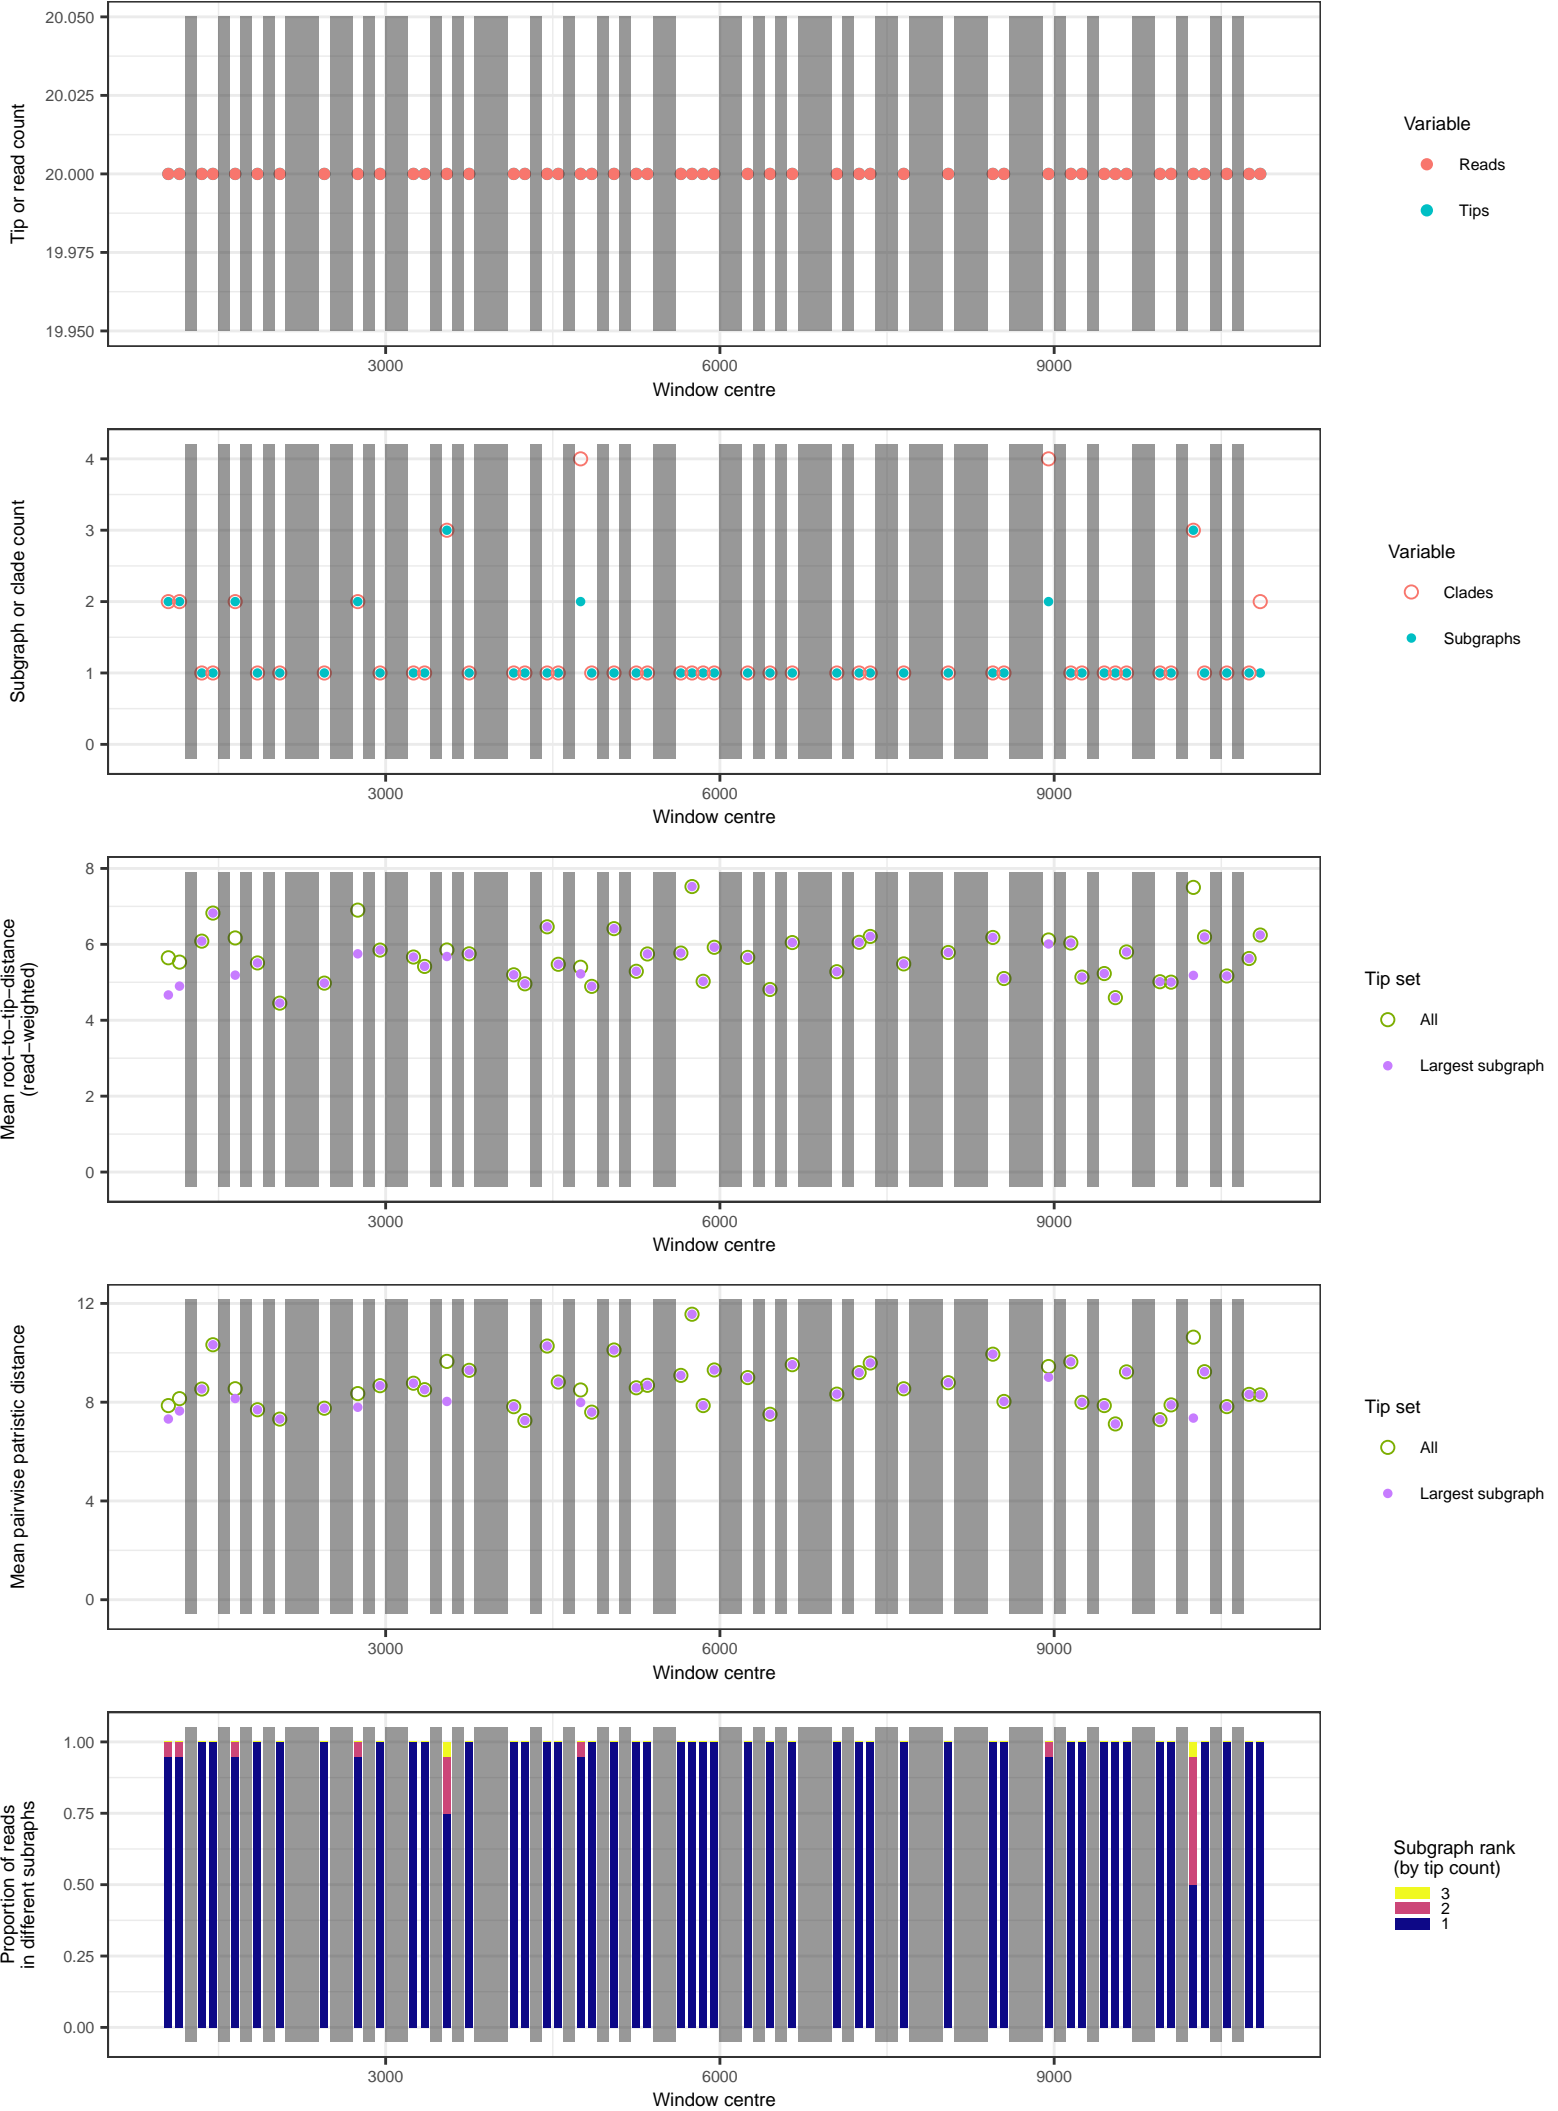 20.050
20.025
20.000
19.975
19.950
Tip or read count
3000
6000
9000
Window centre
Variable
Reads
Tips
4
3
2
1
0
Subgraph or clade count
3000
6000
9000
Window centre
Variable
Clades
Subgraphs
8
6
4
2
0
Mean root−to−tip−distance
(read−weighted)
3000
6000
9000
Window centre
Tip set
All
Largest subgraph
12
8
4
0
Mean pairwise patristic distance
3000
6000
9000
Window centre
Tip set
All
Largest subgraph
1.00
0.75
0.50
0.25
0.00
Proportion of reads
in different subraphs
3000
6000
9000
Window centre
Subgraph rank
(by tip count)
3
2
1